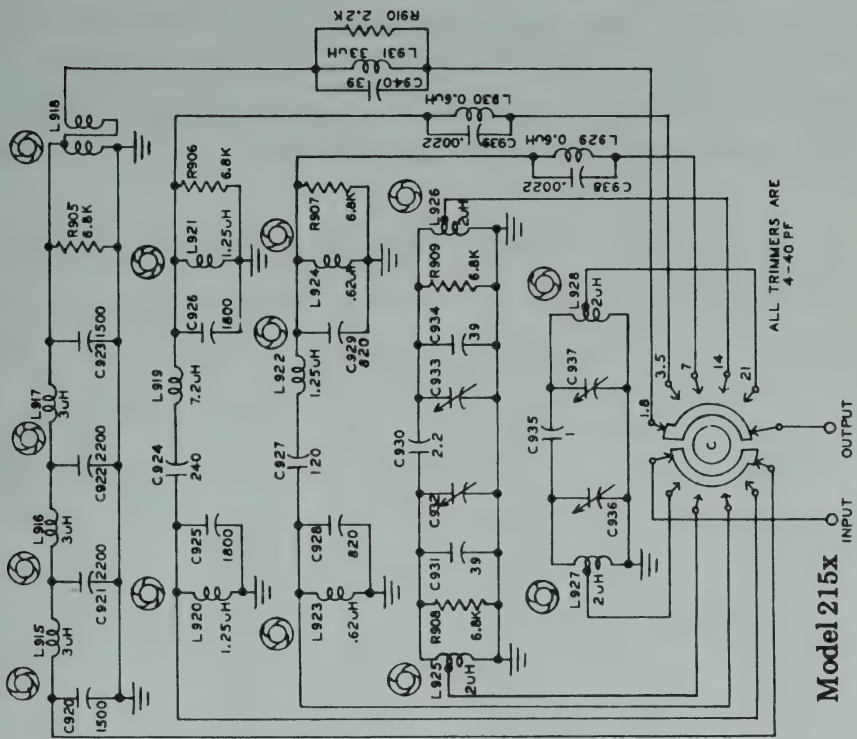 R910 2.2K
L931
33uH
C940
39
L918
L930 0.6uH
.0022
C939
L929 0.6uH
.0022
C938
R905
6.8K
C923 1500
L917
3uH
C922 2200
L916
3uH
C921 2200
L915
3uH
C920
1500
R906
6.8K
L921
1.25uH
C926
1800
L919
7.2uH
C924
240
C925
1800
L920
1.25uH
R907
6.8K
L924
.62uH
C929
820
L922
1.25uH
C927
120
C928
820
L923
.62uH
L926
2uH
R909
6.8K
C934
39
C933
C930
2.2
C932
C931
39
R908
6.8K
L925
2uH
L928
2uH
C937
C935
1
C936
L927
2uH
ALL TRIMMERS ARE
4-40 PF
1.8
3.5
7
14
21
C
INPUT
OUTPUT
Model 215x